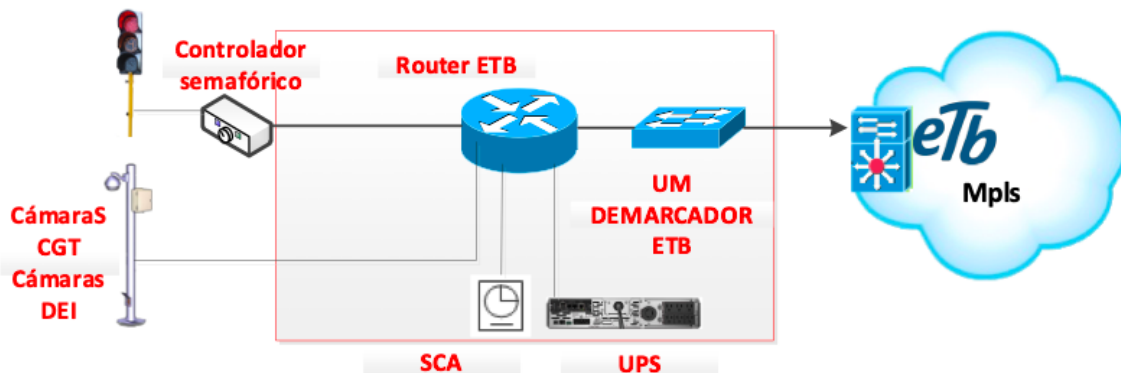 Controlador
semafórico
Router ETB
UM
DEMARCADOR
ETB
eTb
Mpls
CámaraS
CGT
Cámaras
DEI
SCA
UPS